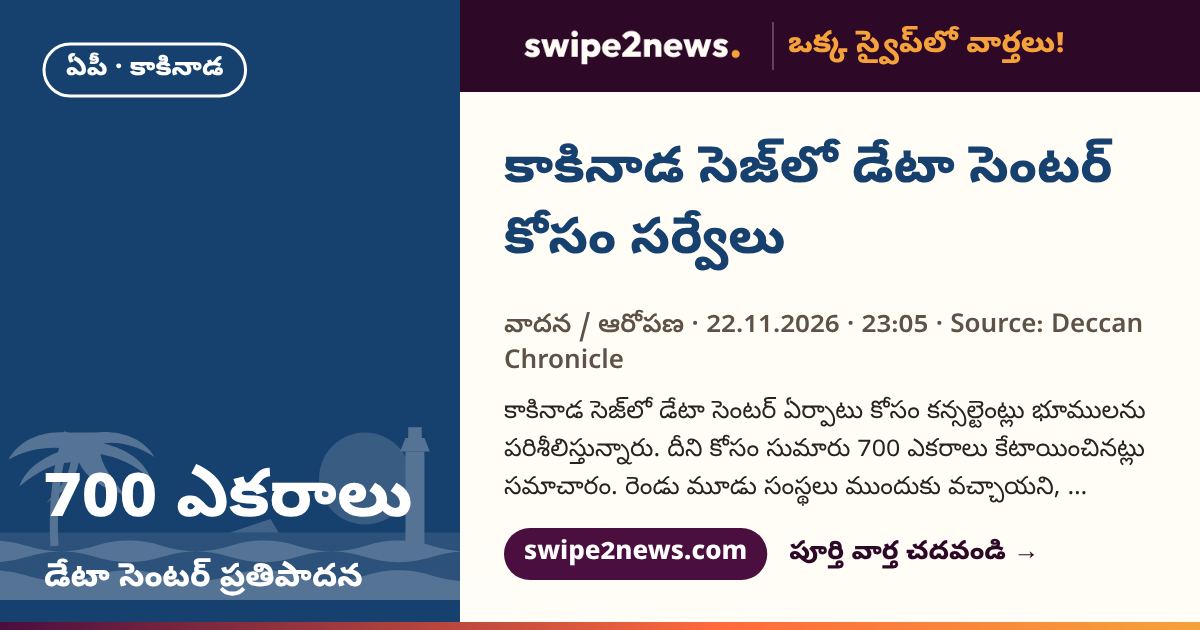 ఏపీ · కాకినాడ
700 ఎకరాలు
డేటా సెంటర్ ప్రతిపాదన
swipe2news.
ఒక్క స్వైప్‌లో వార్తలు!
కాకినాడ సెజ్‌లో డేటా సెంటర్
కోసం సర్వేలు
వాదన / ఆరోపణ · 22.11.2026 · 23:05 · Source: Deccan
Chronicle
కాకినాడ సెజ్‌లో డేటా సెంటర్ ఏర్పాటు కోసం కన్సల్టెంట్లు భూములను
పరిశీలిస్తున్నారు. దీని కోసం సుమారు 700 ఎకరాలు కేటాయించినట్లు
సమాచారం. రెండు మూడు సంస్థలు ముందుకు వచ్చాయని, ...
swipe2news.com
పూర్తి వార్త చదవండి →